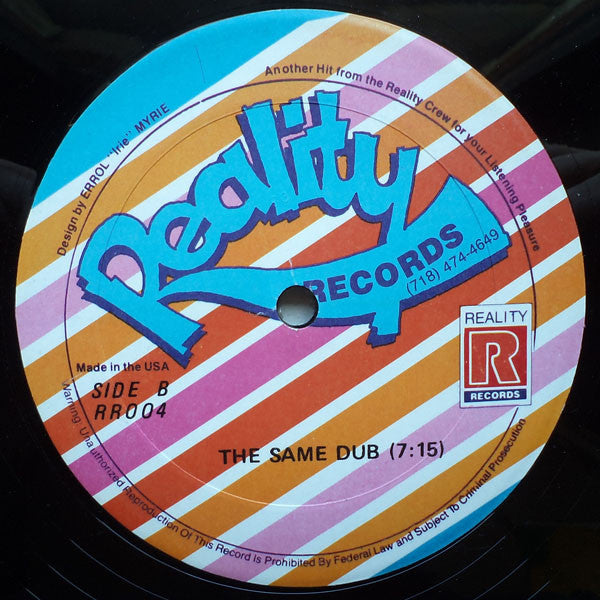 Design by ERROL "Irie" MYRIE
Another Hit from the Reality Crew for your Listening Pleasure
Reality
RECORDS
(718) 474-4649
REALITY
R
RECORDS
Made in the USA
SIDE B
RR004
THE SAME DUB (7:15)
Warning: Unauthorized Reproduction Of This Record is Prohibited By Federal Law and Subject To Criminal Prosecution